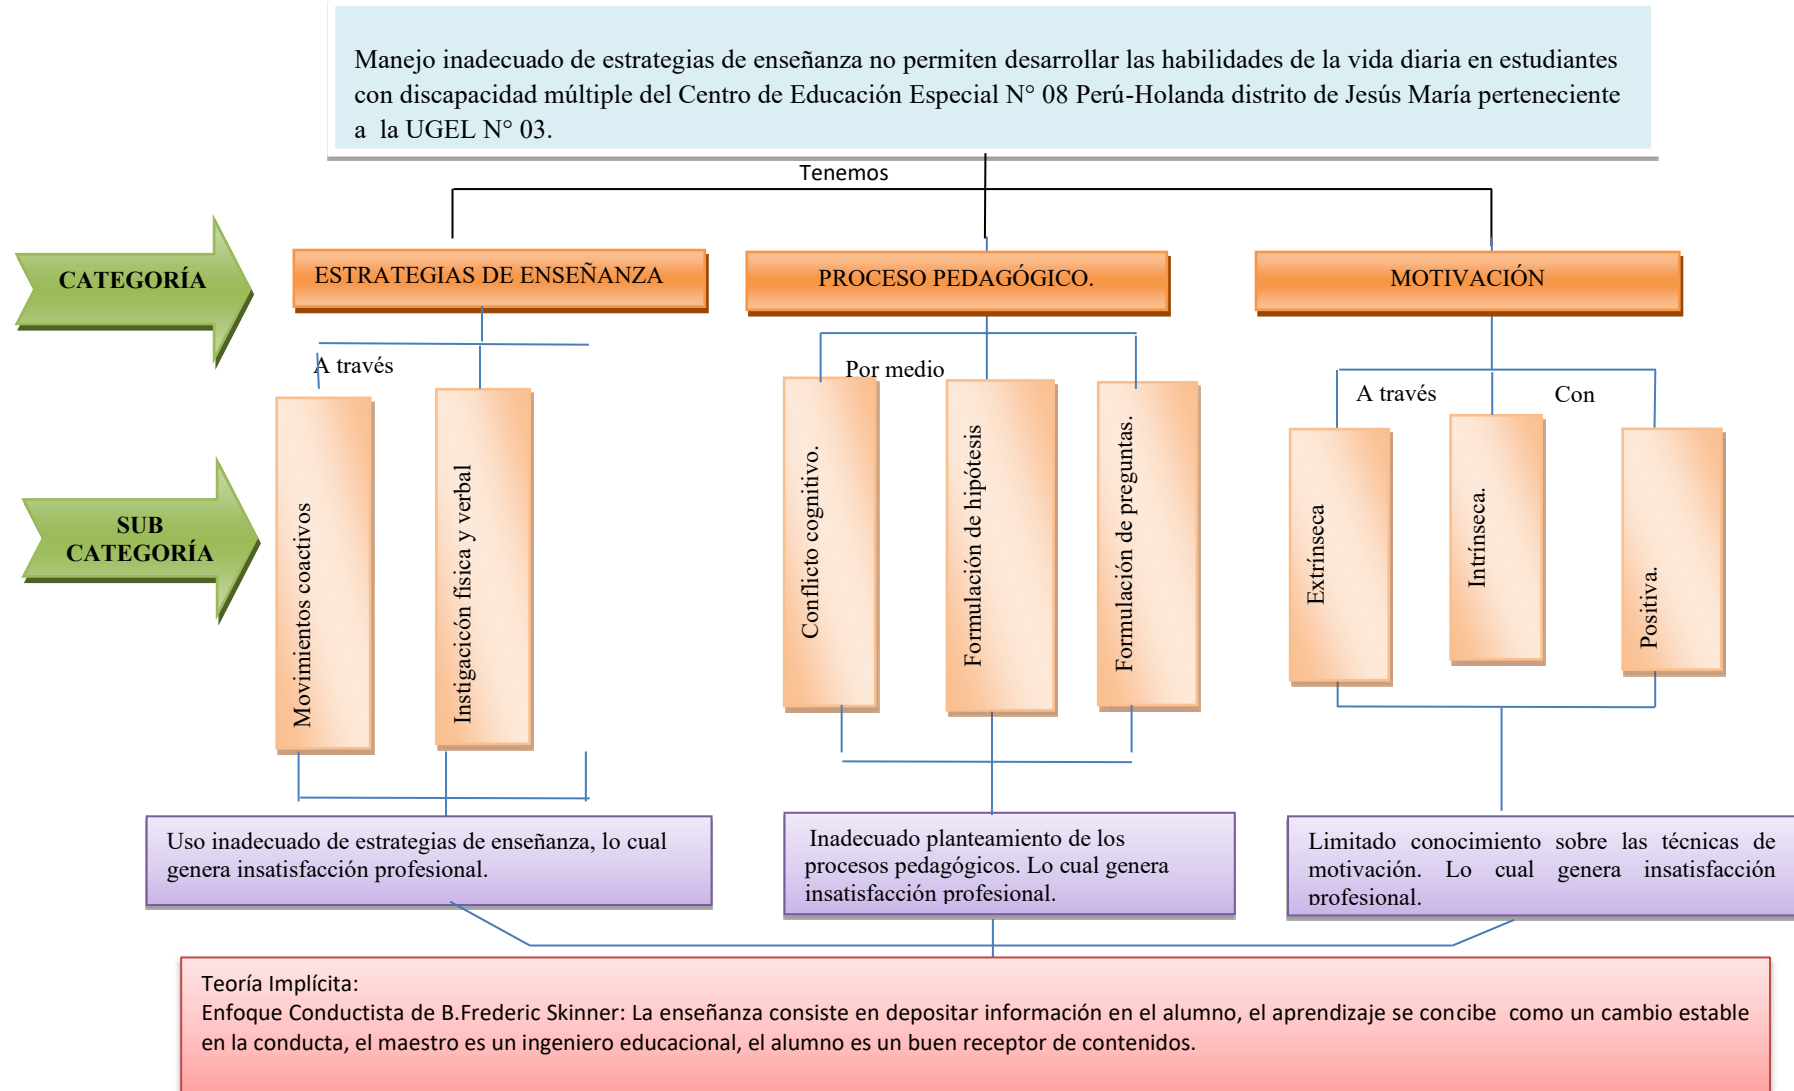 Manejo inadecuado de estrategias de enseñanza no permiten desarrollar las habilidades de la vida diaria en estudiantes
con discapacidad múltiple del Centro de Educación Especial N° 08 Perú-Holanda distrito de Jesús María perteneciente
a la UGEL N° 03.
Tenemos
CATEGORÍA
ESTRATEGIAS DE ENSEÑANZA
PROCESO PEDAGÓGICO.
MOTIVACIÓN
A través
Por medio
A través
Con
SUB
CATEGORÍA
Movimientos coactivos
Instigacicón física y verbal
Conflicto cognitivo.
Formulación de hipótesis
Formulación de preguntas.
Extrínseca
Intrínseca.
Positiva.
Uso inadecuado de estrategias de enseñanza, lo cual
genera insatisfacción profesional.
Inadecuado planteamiento de los
procesos pedagógicos. Lo cual genera
insatisfacción profesional.
Limitado conocimiento sobre las técnicas de
motivación. Lo cual genera insatisfacción
profesional.
Teoría Implícita:
Enfoque Conductista de B.Frederic Skinner: La enseñanza consiste en depositar información en el alumno, el aprendizaje se concibe como un cambio estable
en la conducta, el maestro es un ingeniero educacional, el alumno es un buen receptor de contenidos.